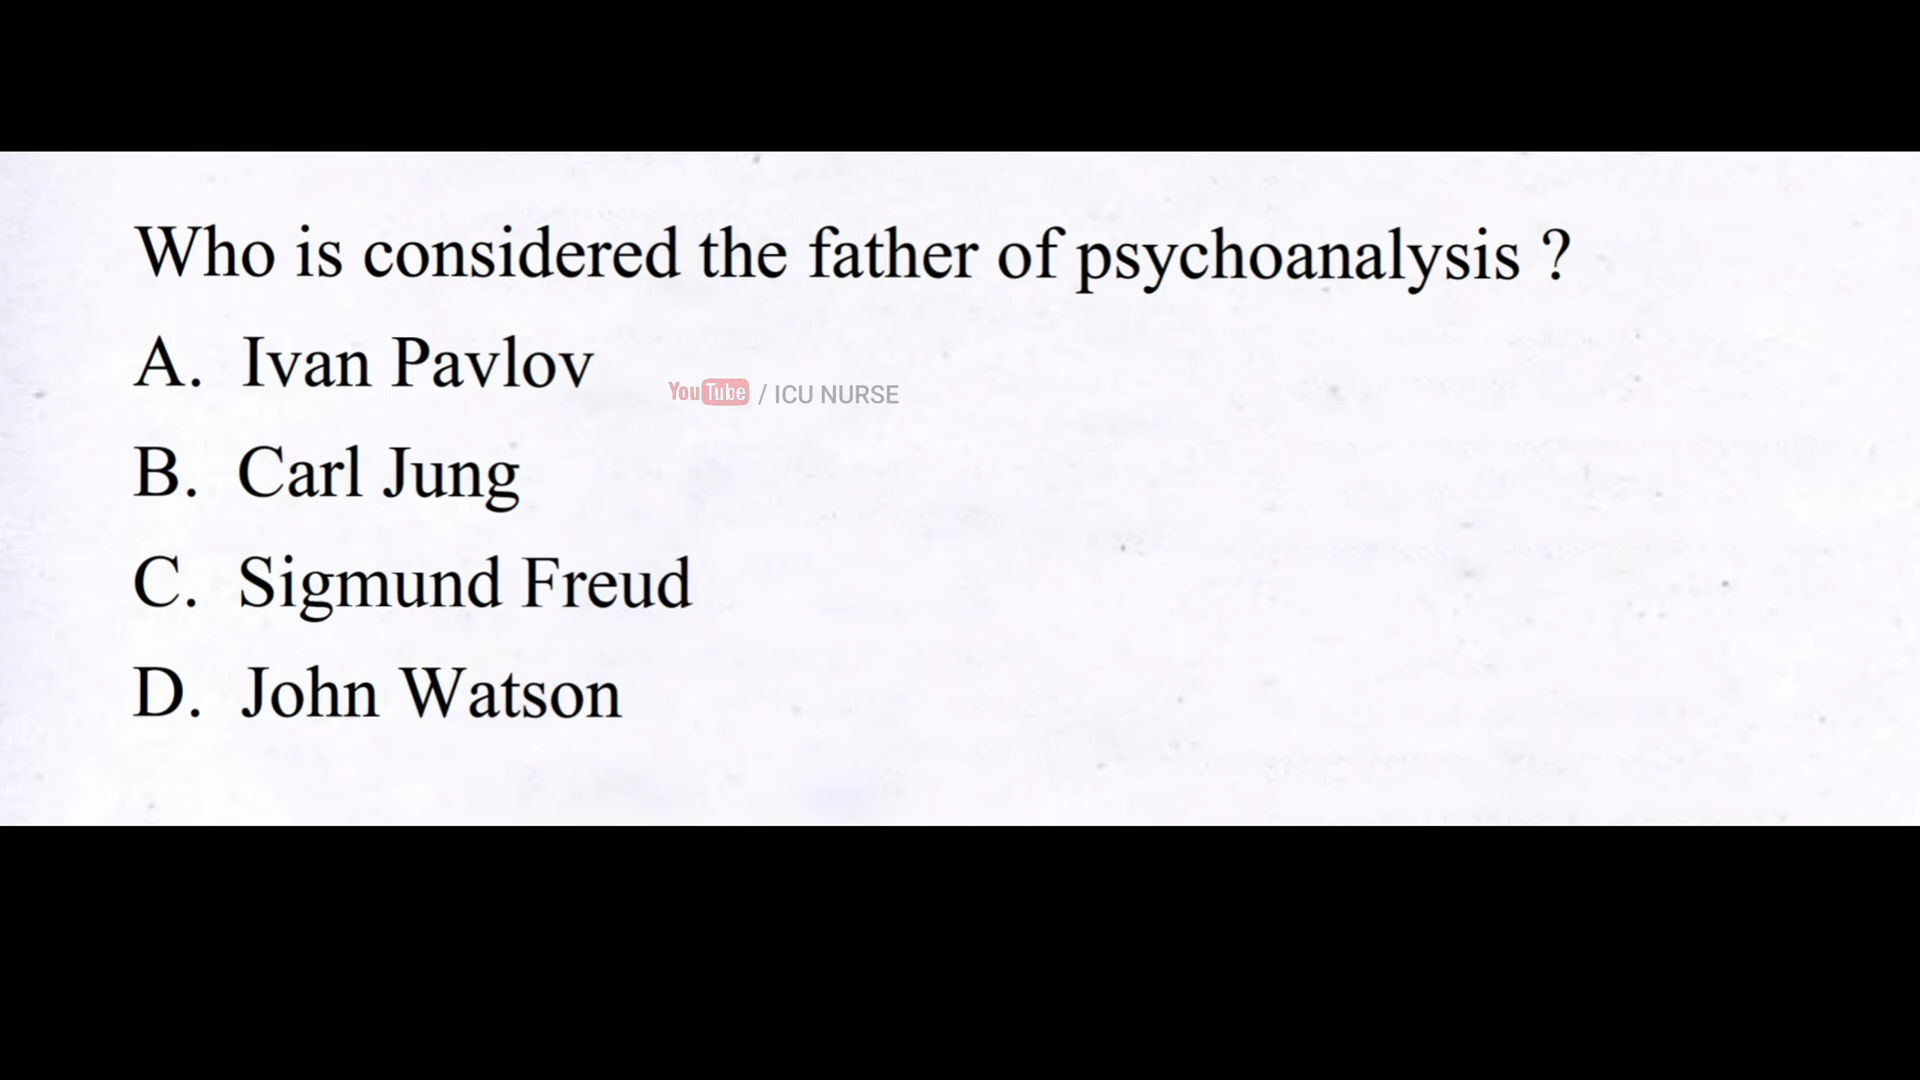 Who is considered the father of psychoanalysis ?
A. Ivan Pavlov
YouTube / ICU NURSE
B. Carl Jung
C. Sigmund Freud
D. John Watson